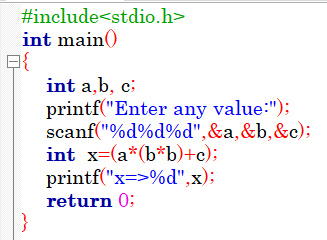 #include<stdio.h>
int main()
{
int a,b, c;
printf("Enter any value:");
scanf("%d%d%d",&a,&b,&c);
int  x=(a*(b*b)+c);
printf("x=>%d",x);
return 0;
}